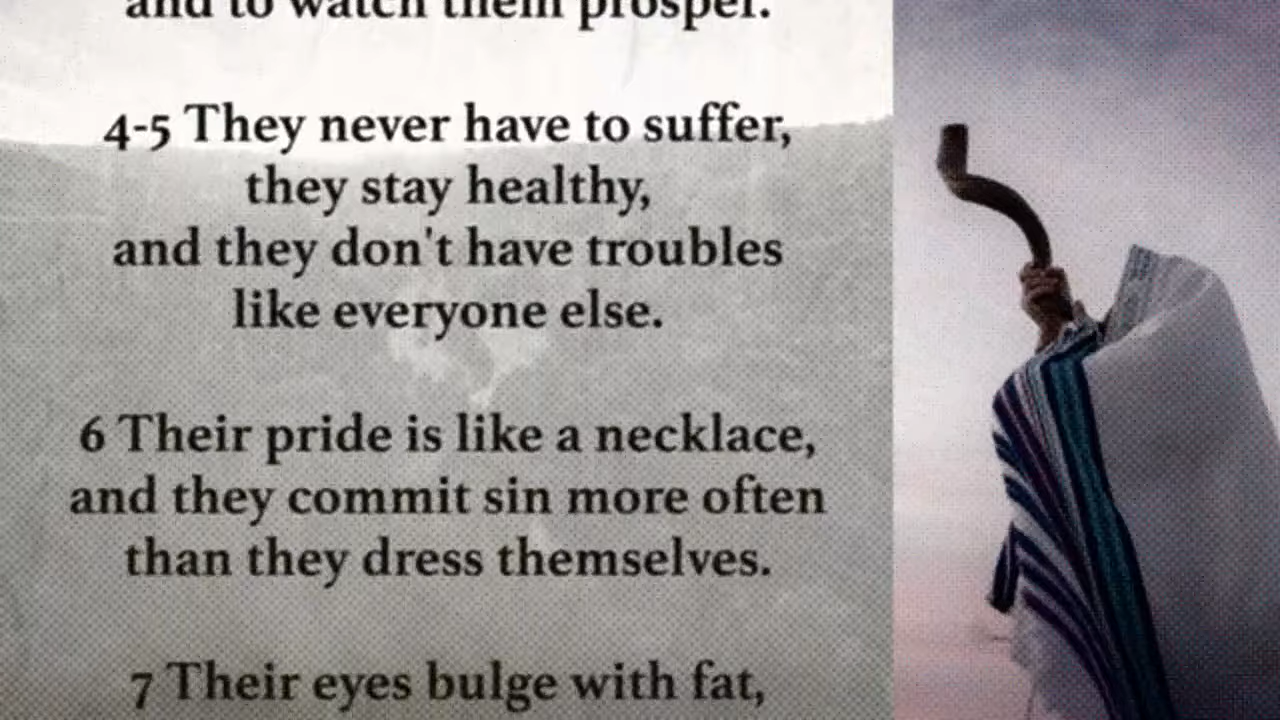 and to watch them prosper.
4-5 They never have to suffer,
they stay healthy,
and they don't have troubles
like everyone else.
6 Their pride is like a necklace,
and they commit sin more often
than they dress themselves.
7 Their eyes bulge with fat,